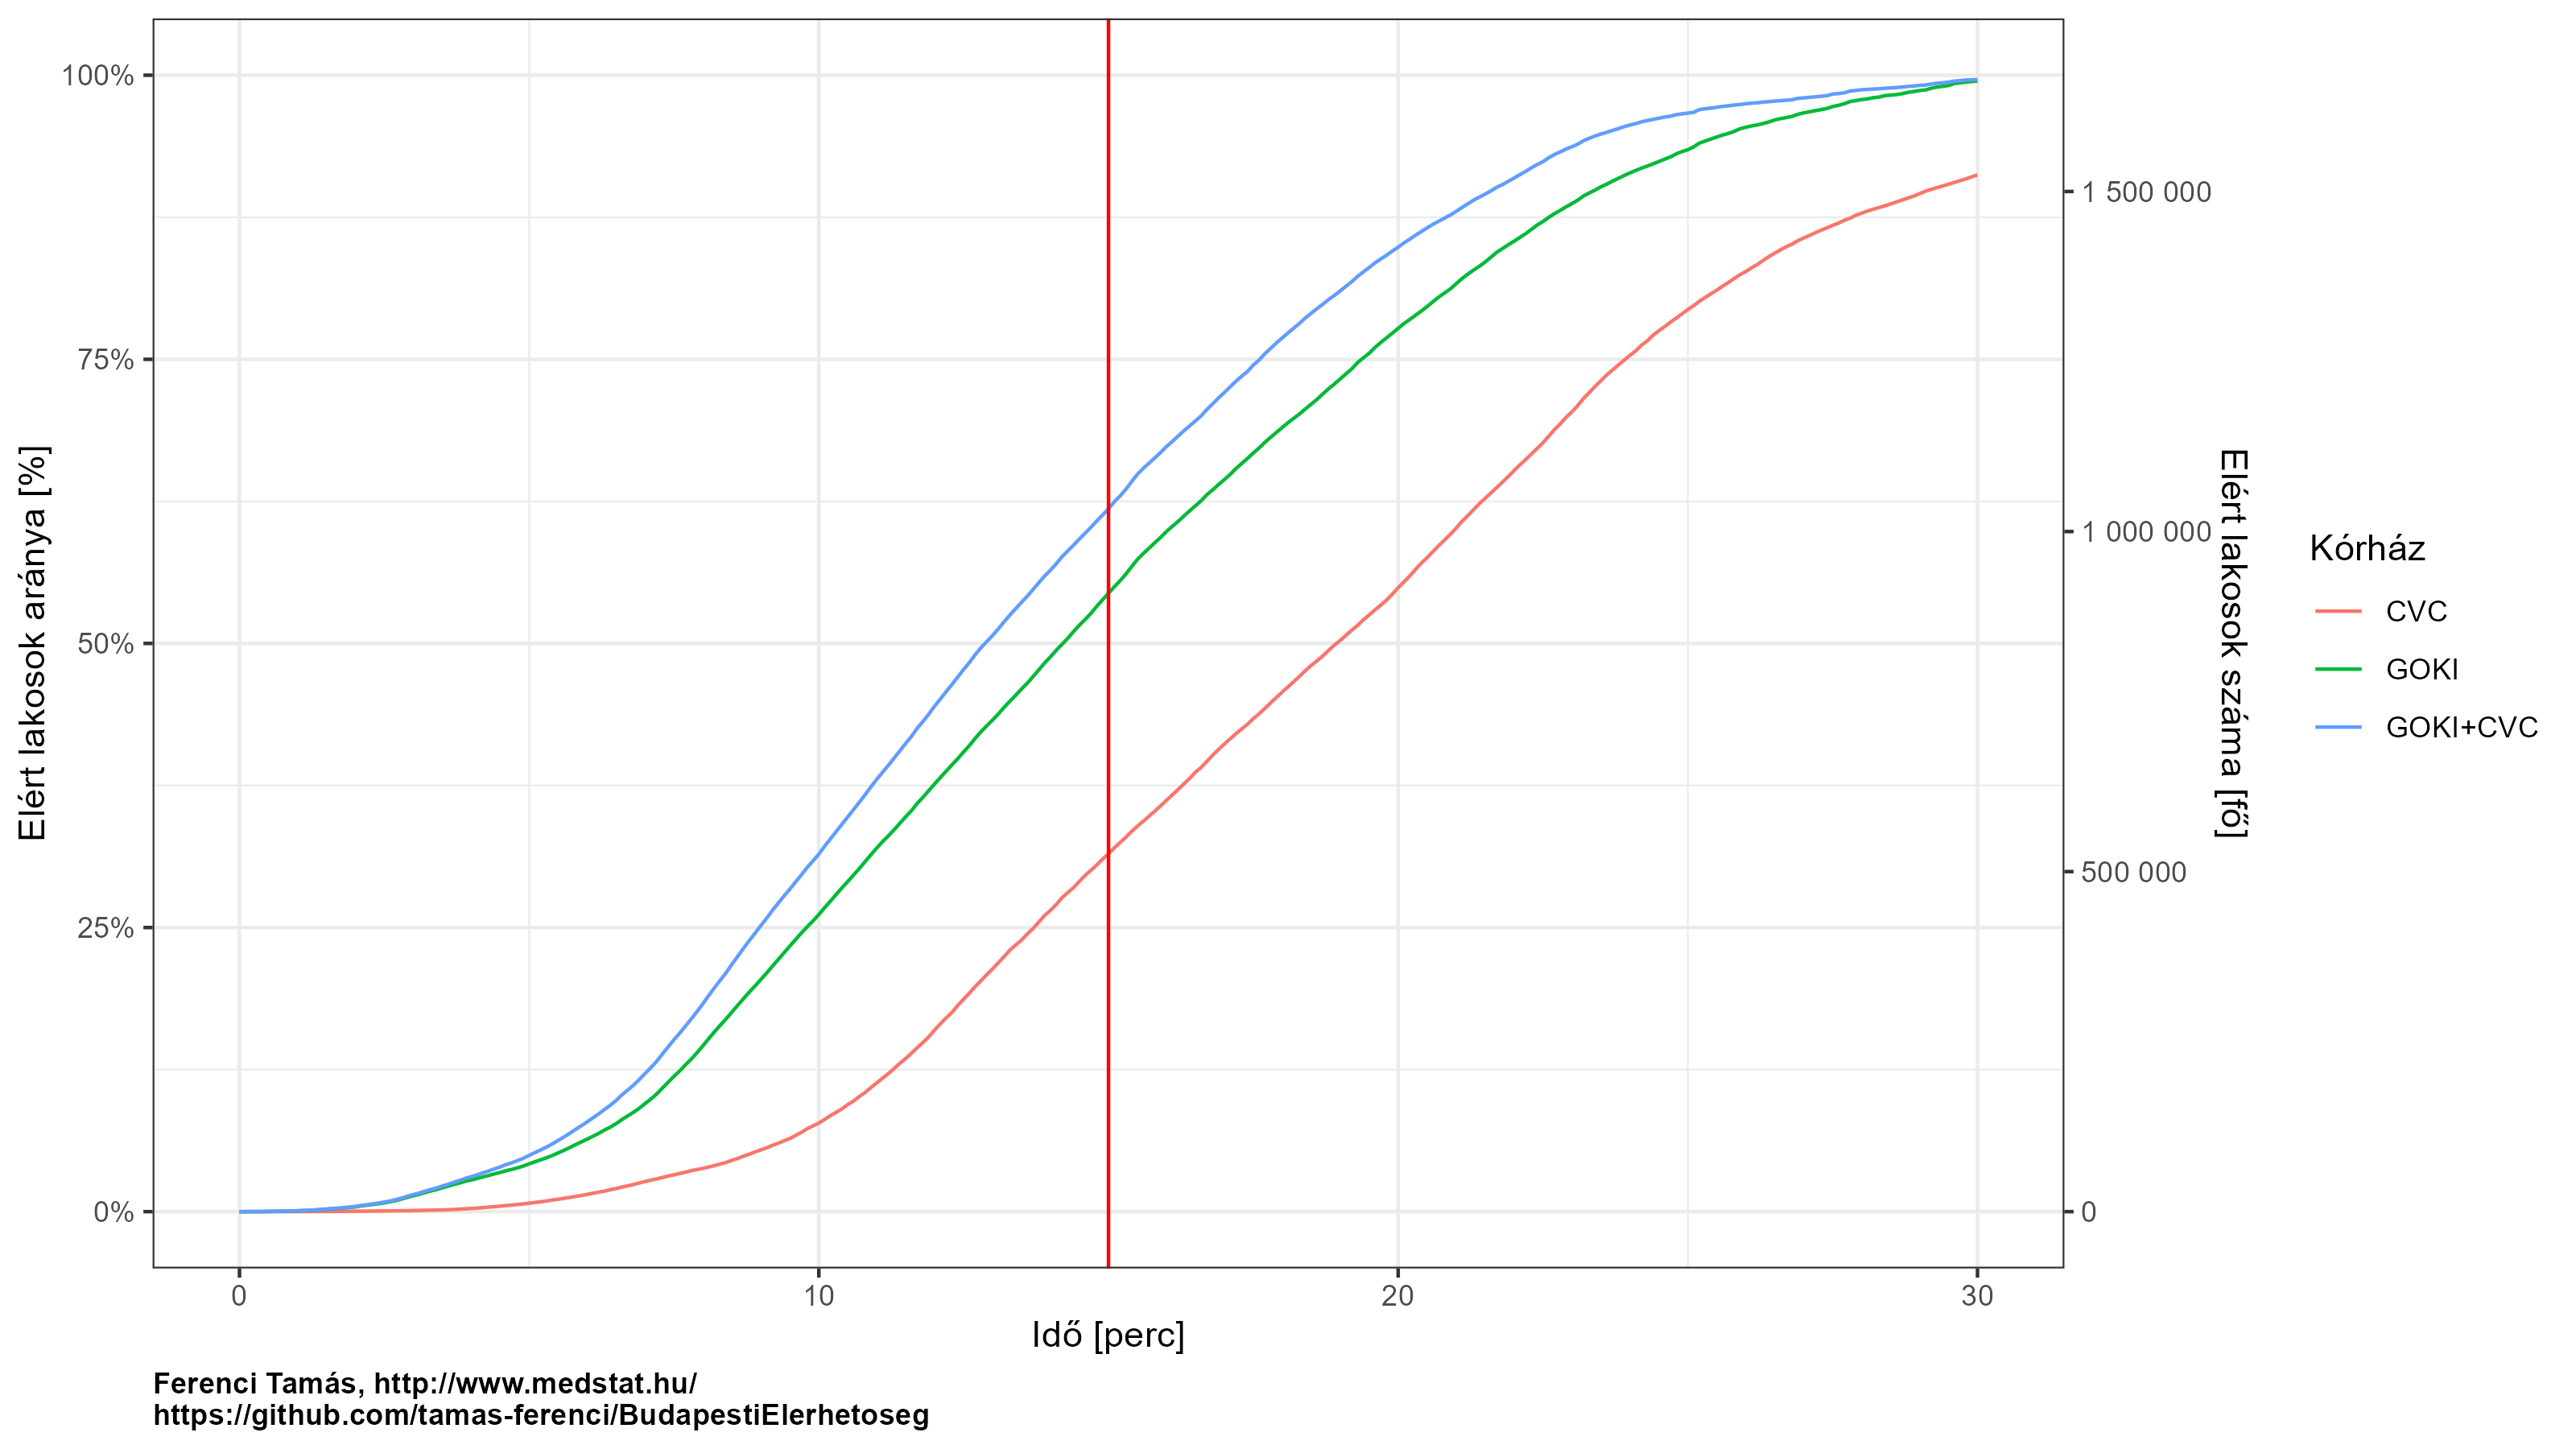 100%
75%
50%
25%
0%
Elért lakosok aránya [%]
1 500 000
1 000 000
500 000
0
Elért lakosok száma [fő]
Kórház
CVC
GOKI
GOKI+CVC
0
10
20
30
Idő [perc]
Ferenci Tamás, http://www.medstat.hu/
https://github.com/tamas-ferenci/BudapestiElerhetoseg